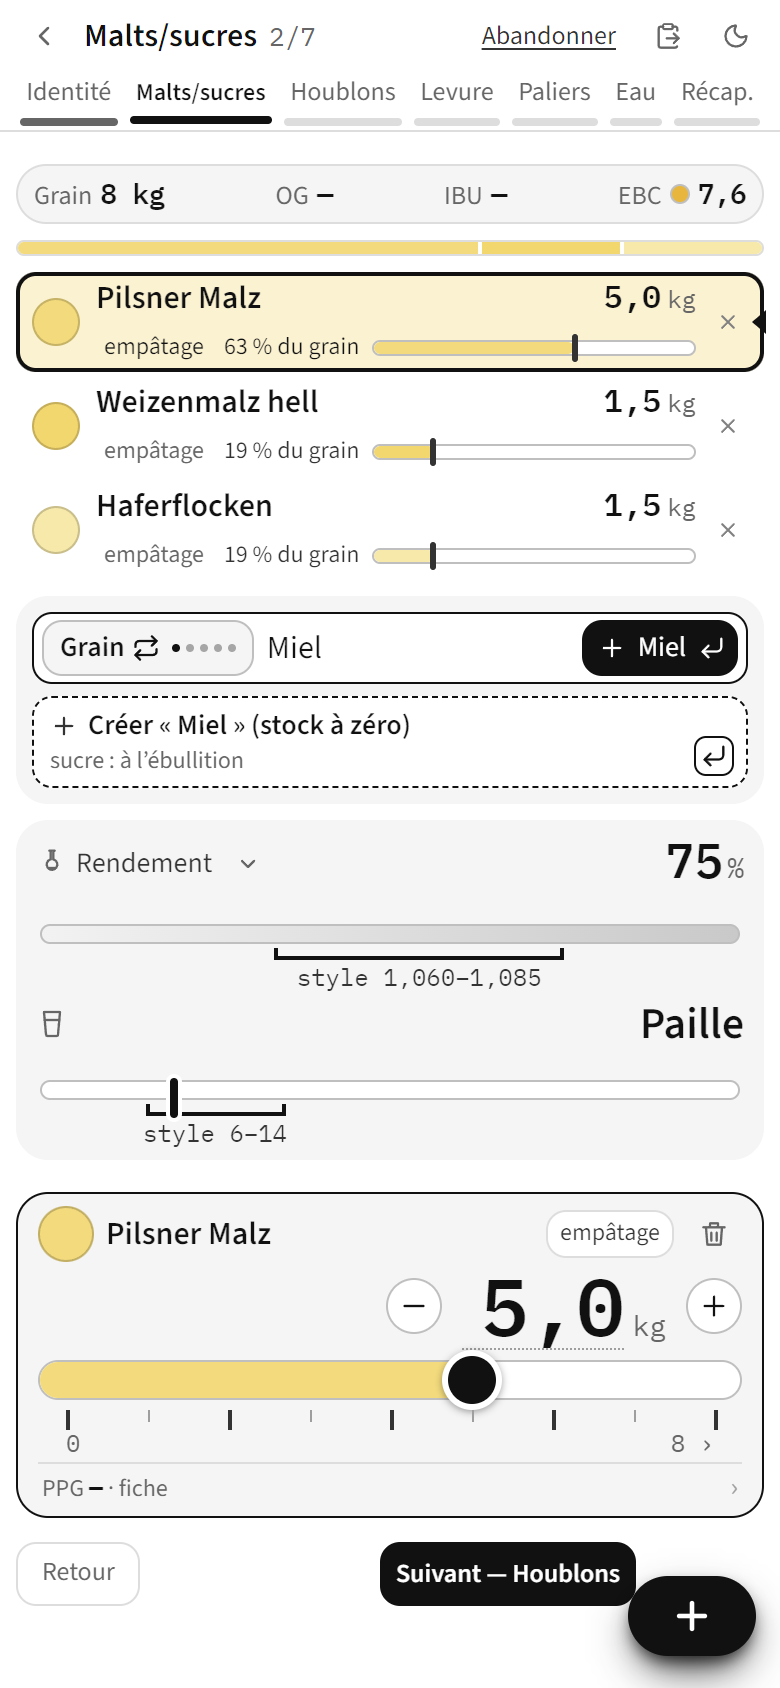 Malts/sucres 2/7 Abandonner
Identité Malts/sucres Houblons Levure Paliers Eau Récap.
Grain 8 kg OG – IBU – EBC 7,6
Pilsner Malz 5,0 kg ×
empâtage 63 % du grain
Weizenmalz hell 1,5 kg ×
empâtage 19 % du grain
Haferflocken 1,5 kg ×
empâtage 19 % du grain
Grain Miel + Miel
+ Créer « Miel » (stock à zéro)
sucre : à l’ébullition
Rendement 75 %
style 1,060–1,085
Paille
style 6–14
Pilsner Malz empâtage
− 5,0 kg +
0 8 ›
PPG – · fiche ›
Retour Suivant — Houblons +